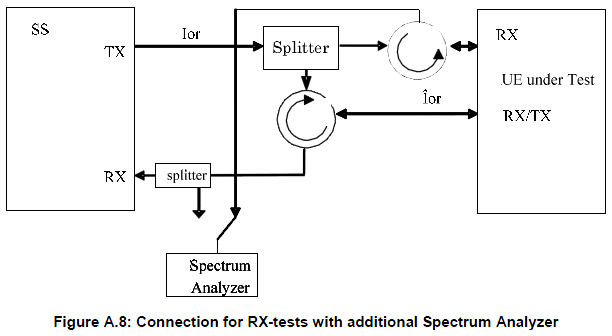 SS
TX
Ior
Splitter
RX
UE under Test
Îor
RX/TX
RX
splitter
Spectrum
Analyzer
Figure A.8: Connection for RX-tests with additional Spectrum Analyzer